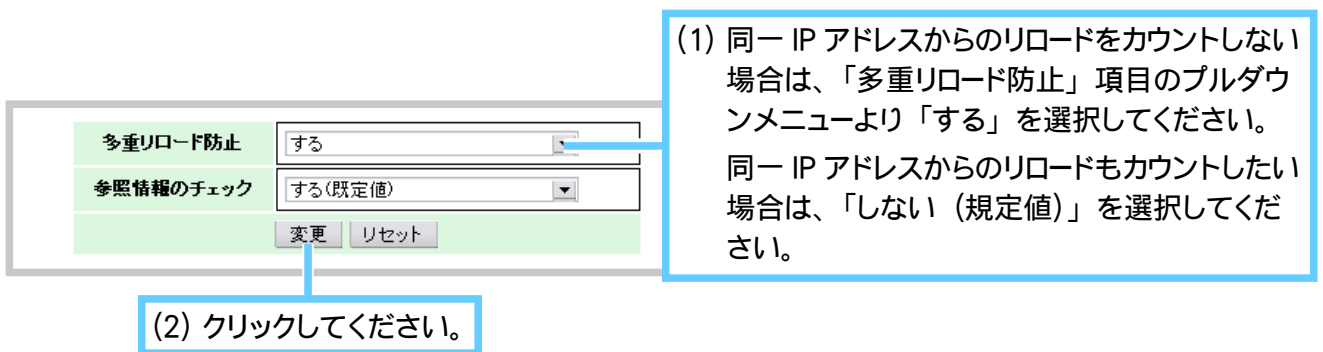 (1) 同一 IP アドレスからのリロードをカウントしない
場合は、「多重リロード防止」項目のプルダウ
ンメニューより「する」を選択してください。
同一 IP アドレスからのリロードもカウントしたい
場合は、「しない（規定値）」を選択してくだ
さい。
多重リロード防止 する
参照情報のチェック する(既定値)
変更 リセット
(2) クリックしてください。